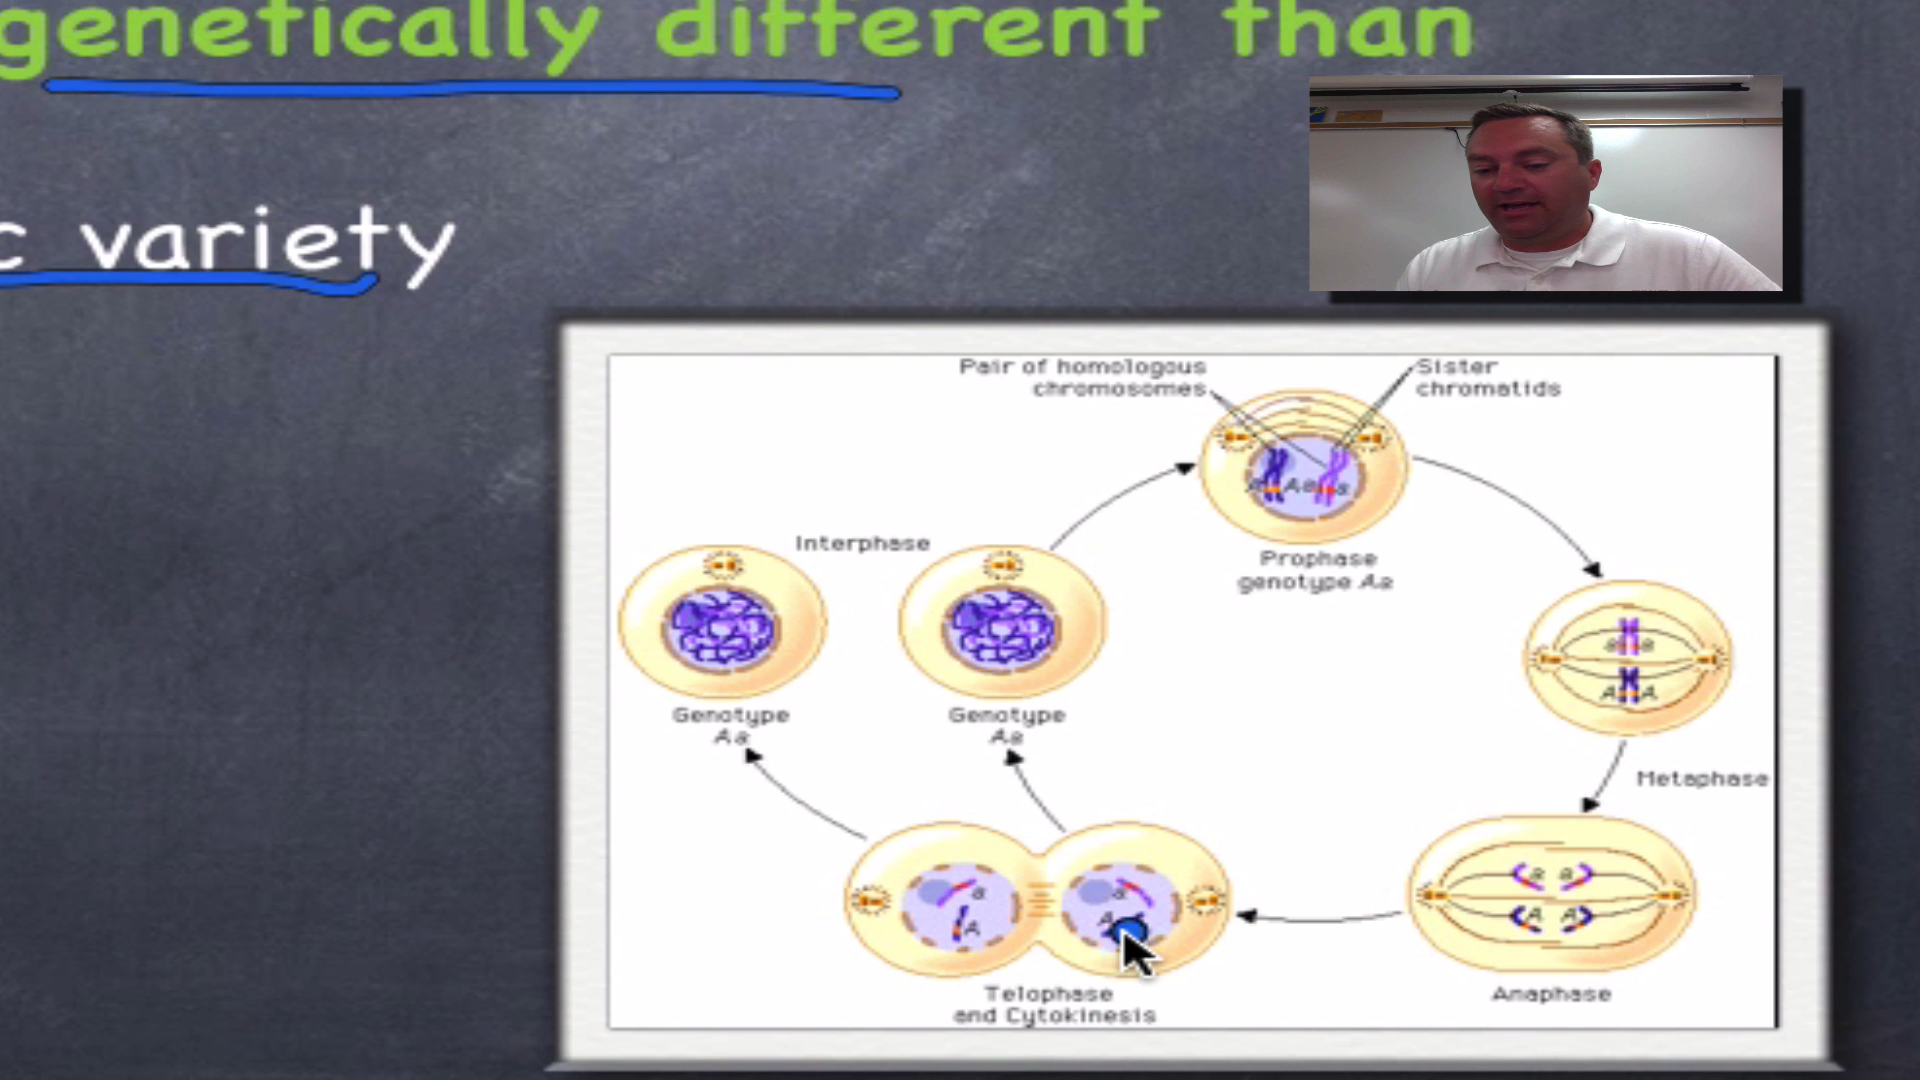 genetically different than
c variety
Pair of homologous
chromosomes
Sister
chromatids
A A a a
Interphase
Prophase
genotype Aa
a a
A A
Genotype
Aa
Genotype
Aa
Metaphase
a
A
a
A
a a
A A
Telophase
and Cytokinesis
Anaphase